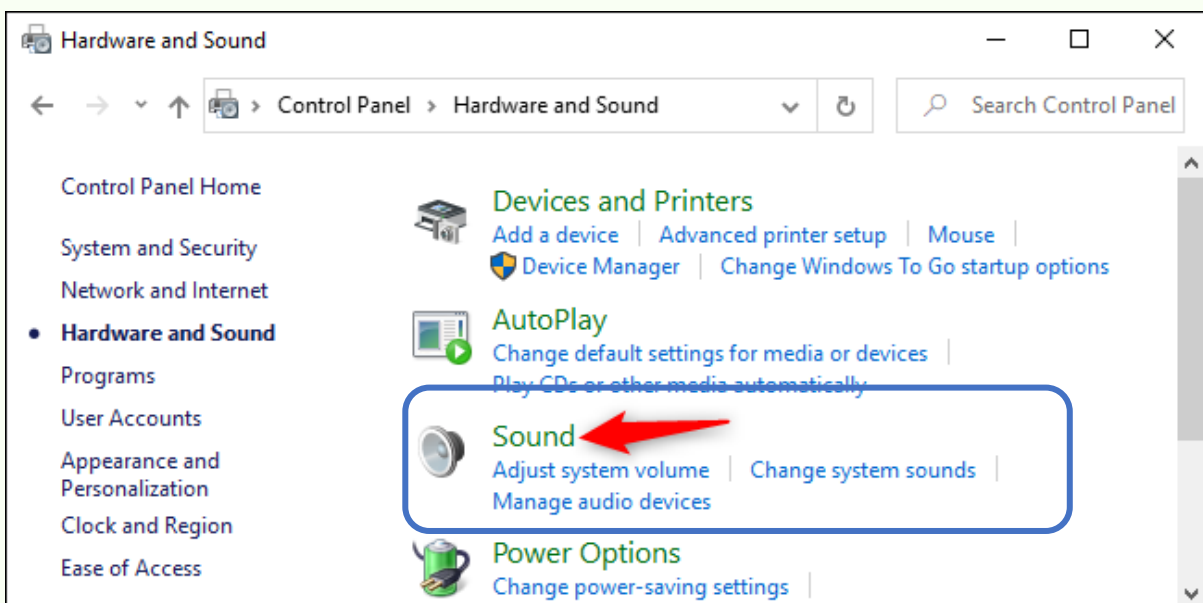 Hardware and Sound
Control Panel > Hardware and Sound
Search Control Panel
Control Panel Home
System and Security
Network and Internet
Hardware and Sound
Programs
User Accounts
Appearance and
Personalization
Clock and Region
Ease of Access
Devices and Printers
Add a device | Advanced printer setup | Mouse |
Device Manager | Change Windows To Go startup options
AutoPlay
Change default settings for media or devices |
Play CDs or other media automatically
Sound
Adjust system volume | Change system sounds |
Manage audio devices
Power Options
Change power-saving settings |